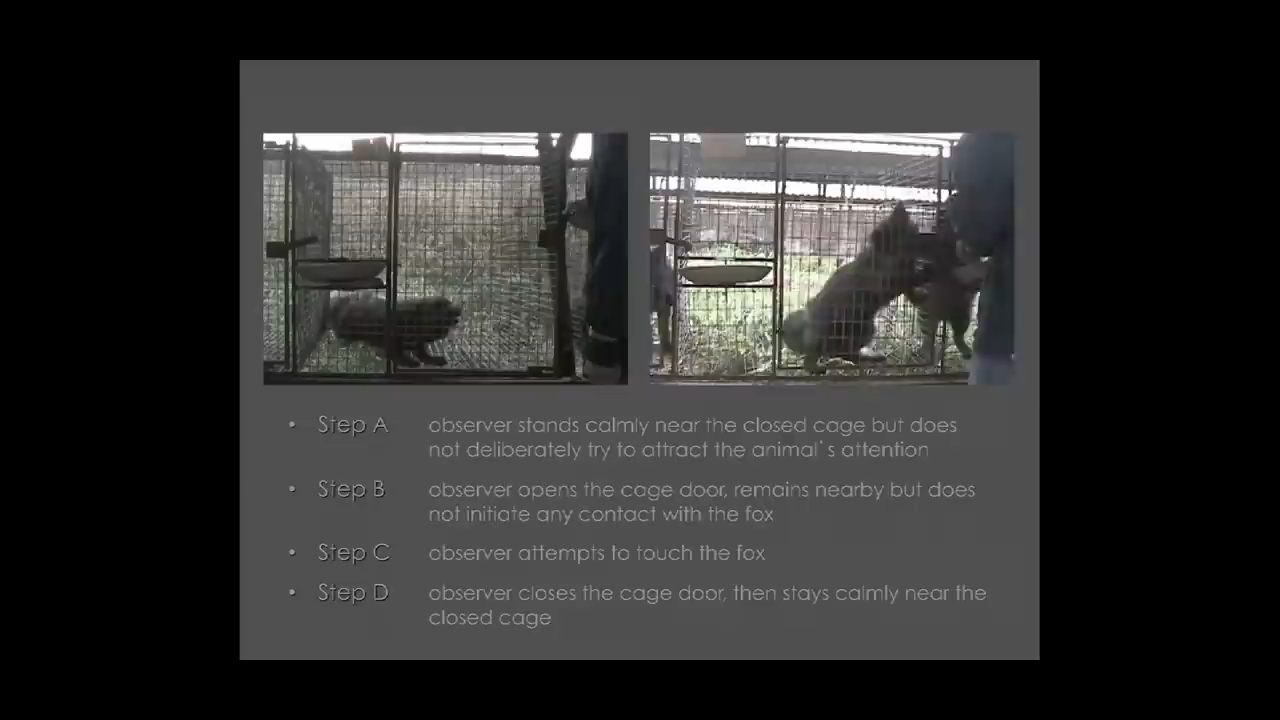 • Step A observer stands calmly near the closed cage but does
not deliberately try to attract the animal`s attention
• Step B observer opens the cage door, remains nearby but does
not initiate any contact with the fox
• Step C observer attempts to touch the fox
• Step D observer closes the cage door, then stays calmly near the
closed cage